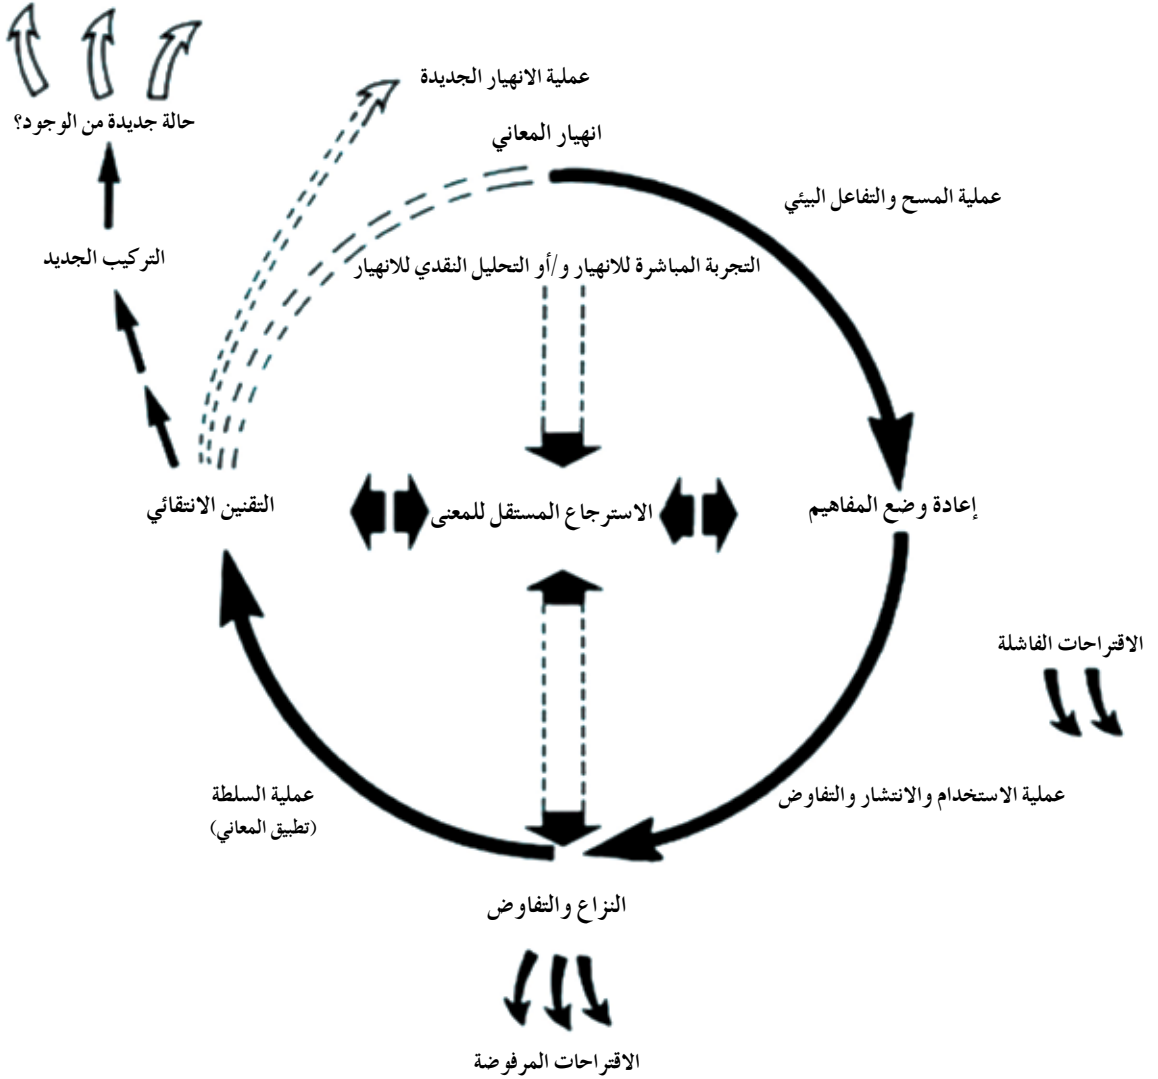 عملية الانهيار الجديدة
حالة جديدة من الوجود؟
انهيار المعاني
عملية المسح والتفاعل البيئي
التركيب الجديد
التجربة المباشرة للانهيار و/أو التحليل النقدي للانهيار
إعادة وضع المفاهيم
الاسترجاع المستقل للمعنى
التقنين الانتقائي
الاقتراحات الفاشلة
عملية الاستخدام والانتشار والتفاوض
عملية السلطة
(تطبيق المعاني)
النزاع والتفاوض
الاقتراحات المرفوضة